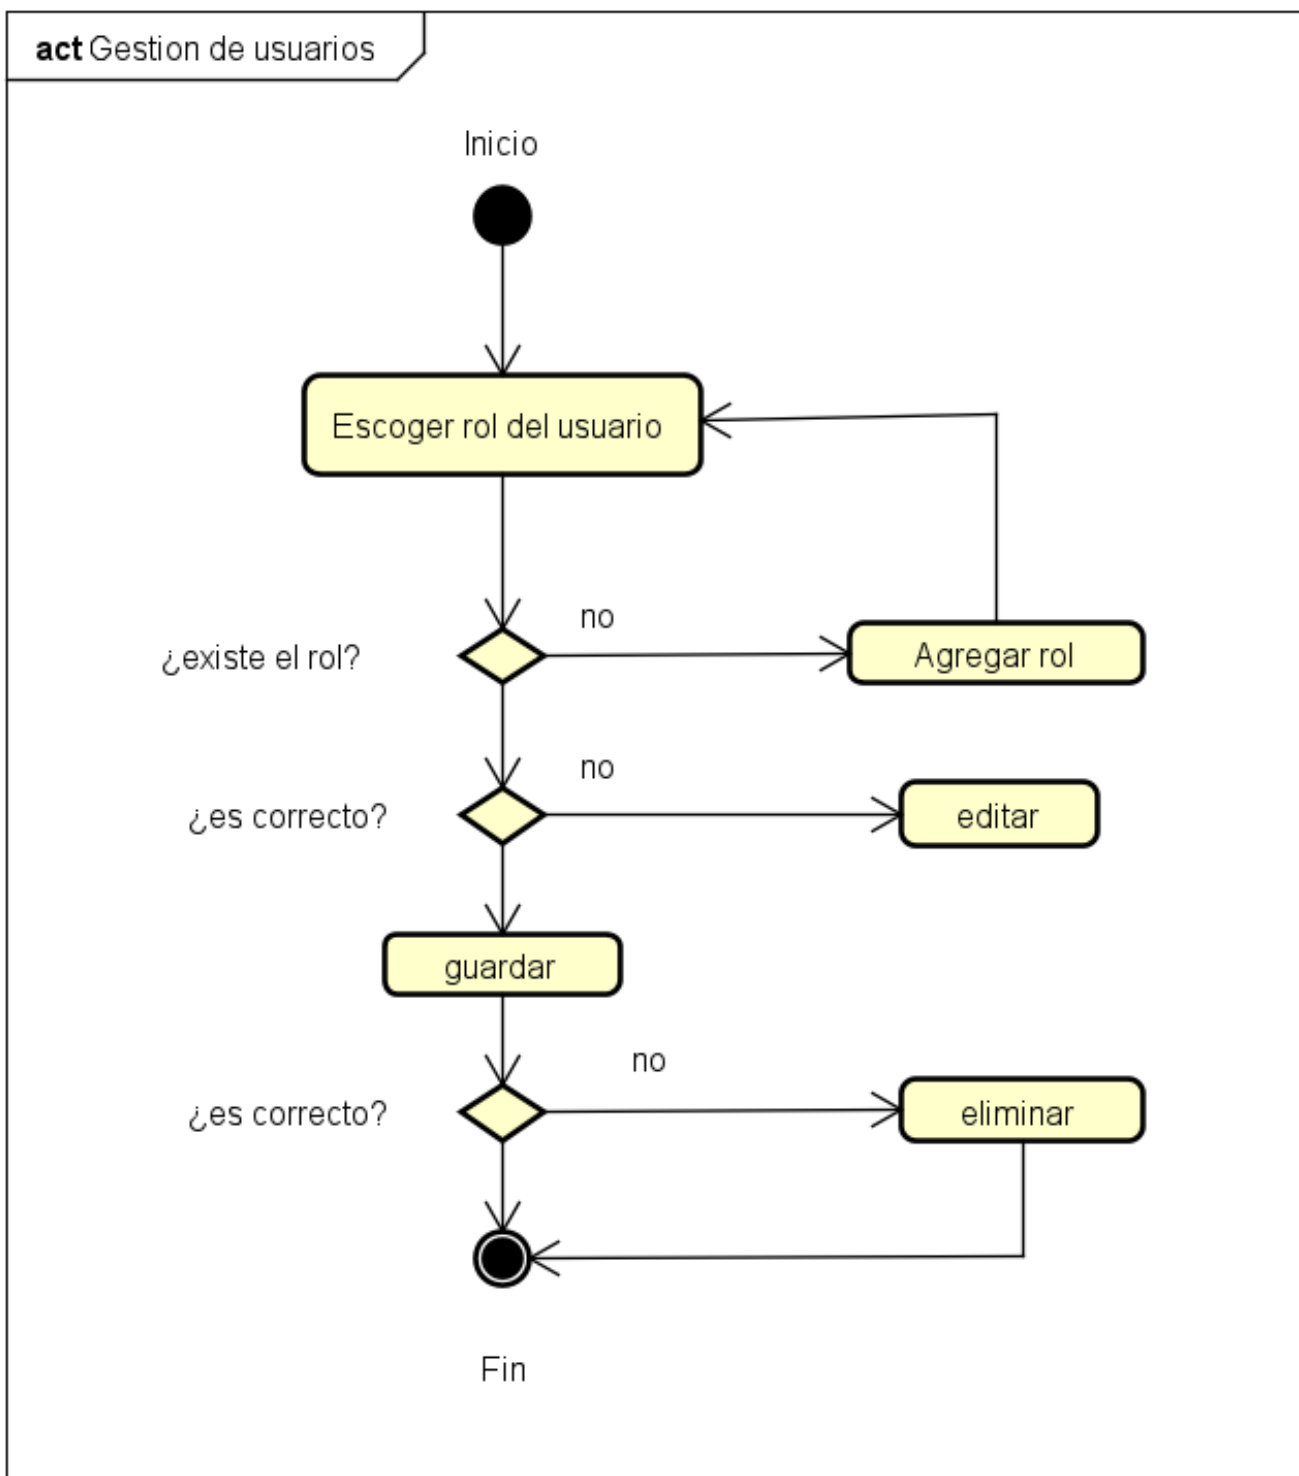 act Gestion de usuarios
Inicio
Escoger rol del usuario
no
¿existe el rol?
Agregar rol
no
¿es correcto?
editar
guardar
no
¿es correcto?
eliminar
Fin